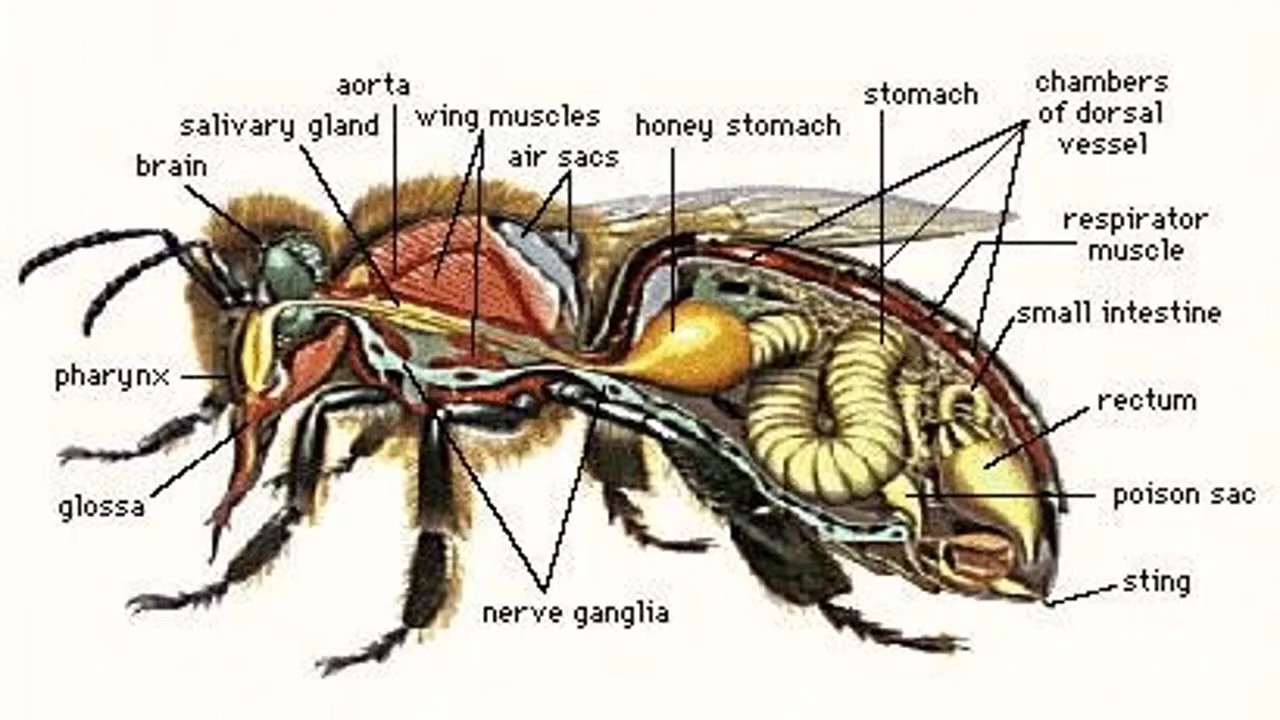 aorta
salivary gland
wing muscles
brain
air sacs
honey stomach
stomach
chambers
of dorsal
vessel
respirator
muscle
small intestine
pharynx
rectum
glossa
poison sac
nerve ganglia
sting